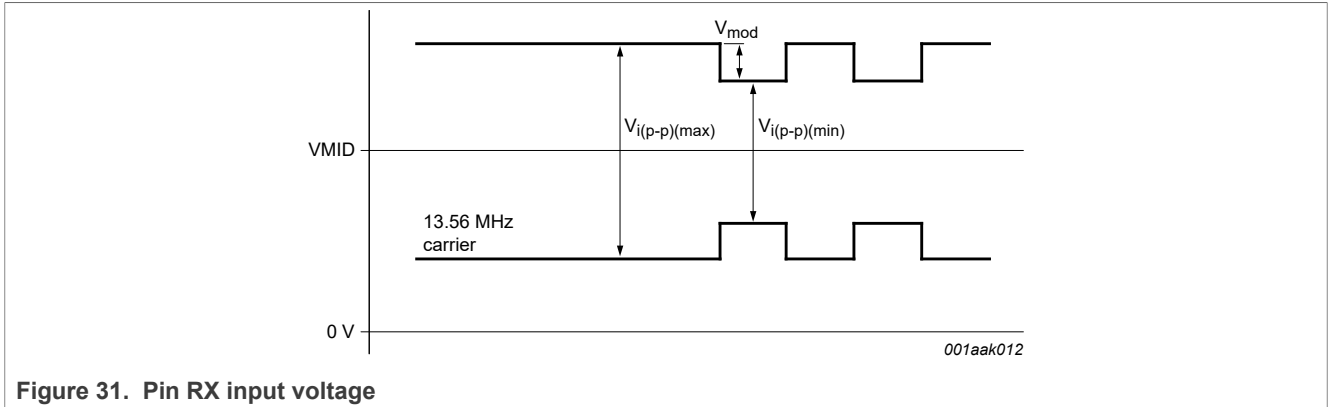 Vmod
Vi(p-p)(max)
Vi(p-p)(min)
VMID
13.56 MHz
carrier
0 V
001aak012
Figure 31. Pin RX input voltage